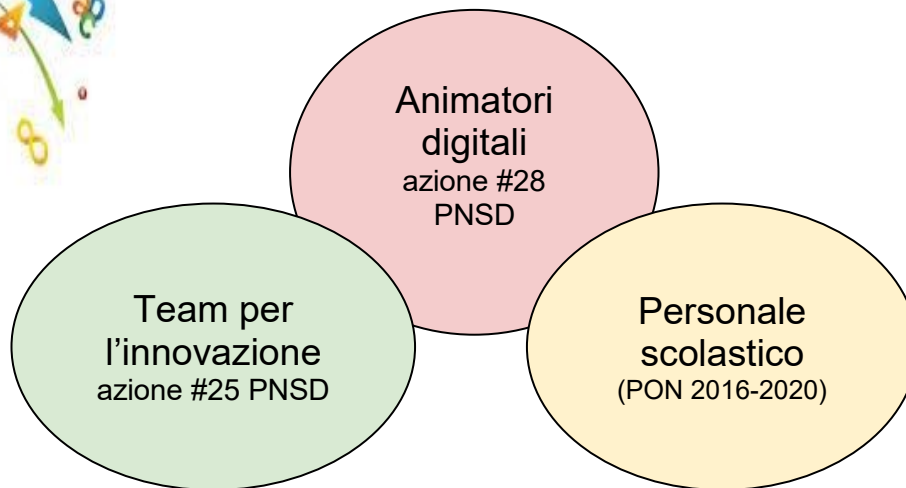 Animatori
digitali
azione #28
PNSD
Team per
l’innovazione
azione #25 PNSD
Personale
scolastico
(PON 2016-2020)